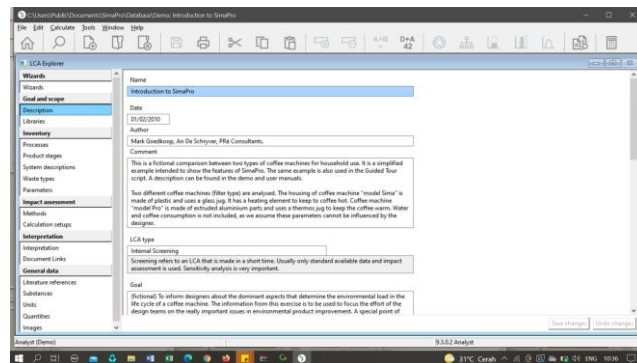 C:\Users\Public\Documents\SimaPro\Database\Demo; Introduction to SimaPro
File Edit Calculate Tools Window Help
A+B
=
D+A
42
LCA Explorer
Wizards
Wizards
Goal and scope
Description
Libraries
Inventory
Processes
Product stages
System descriptions
Waste types
Parameters
Impact assessment
Methods
Calculation setups
Interpretation
Interpretation
Document Links
General data
Literature references
Substances
Units
Quantities
Images
Name
Introduction to SimaPro
Date
01/02/2010
Author
Mark Goedkoop, An De Schryver, PRé Consultants.
Comment
This is a fictional comparison between two types of coffee machines for household use. It is a simplified
example intended to show the features of SimaPro. The same example is also used in the Guided Tour
script. A description can be found in the demo and user manuals.
Two different coffee machines (filter type) are analysed. The housing of coffee machine "model Sima" is
made of plastic and uses a glass jug. It has a heating element to keep to coffee hot. Coffee machine
"model Pro" is made of extruded aluminium parts and uses a thermos jug to keep the coffee warm. Water
and coffee consumption is not included, as we assume these parameters cannot be influenced by the
designer.
LCA type
Internal Screening
Screening refers to an LCA that is made in a short time. Usually only standard available data and impact
assessment is used. Sensitivity analysis is very important.
Goal
(fictional) To inform designers about the dominant aspects that determine the environmental load in the
life cycle of a coffee machine. The information from this exercise is to be used to focus the effort of the
design teams on the really important issues in environmental product improvement. A special point of
Save changes Undo changes
Analyst (Demo) 9.3.0.2 Analyst
31°C Cerah ENG 1036